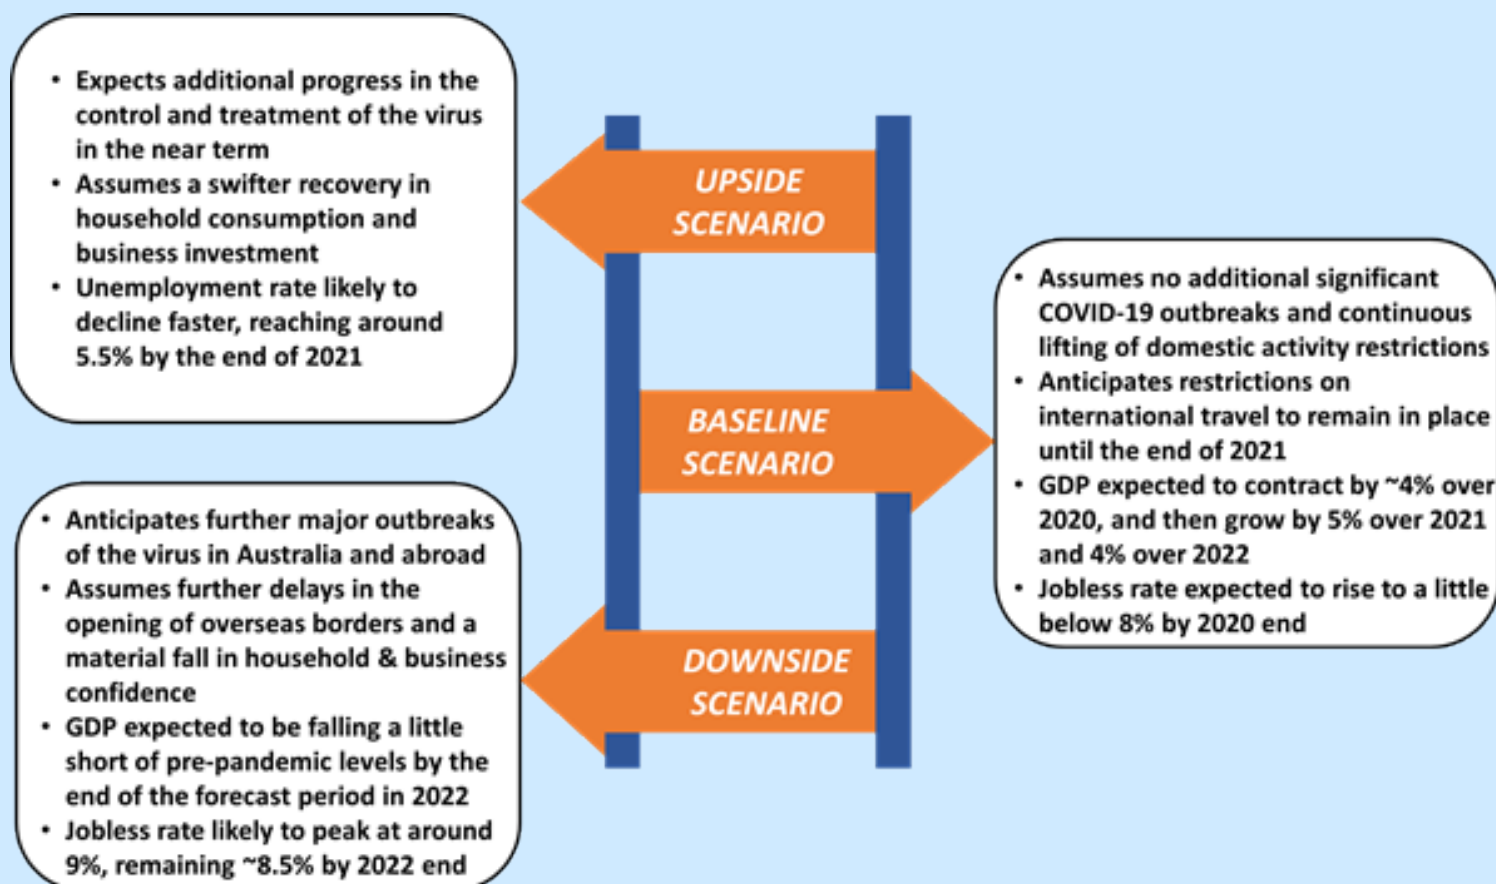 • Expects additional progress in the
control and treatment of the virus
in the near term
• Assumes a swifter recovery in
household consumption and
business investment
• Unemployment rate likely to
decline faster, reaching around
5.5% by the end of 2021
UPSIDE
SCENARIO
BASELINE
SCENARIO
• Assumes no additional significant
COVID-19 outbreaks and continuous
lifting of domestic activity restrictions
• Anticipates restrictions on
international travel to remain in place
until the end of 2021
• GDP expected to contract by ~4% over
2020, and then grow by 5% over 2021
and 4% over 2022
• Jobless rate expected to rise to a little
below 8% by 2020 end
DOWNSIDE
SCENARIO
• Anticipates further major outbreaks
of the virus in Australia and abroad
• Assumes further delays in the
opening of overseas borders and a
material fall in household & business
confidence
• GDP expected to be falling a little
short of pre-pandemic levels by the
end of the forecast period in 2022
• Jobless rate likely to peak at around
9%, remaining ~8.5% by 2022 end